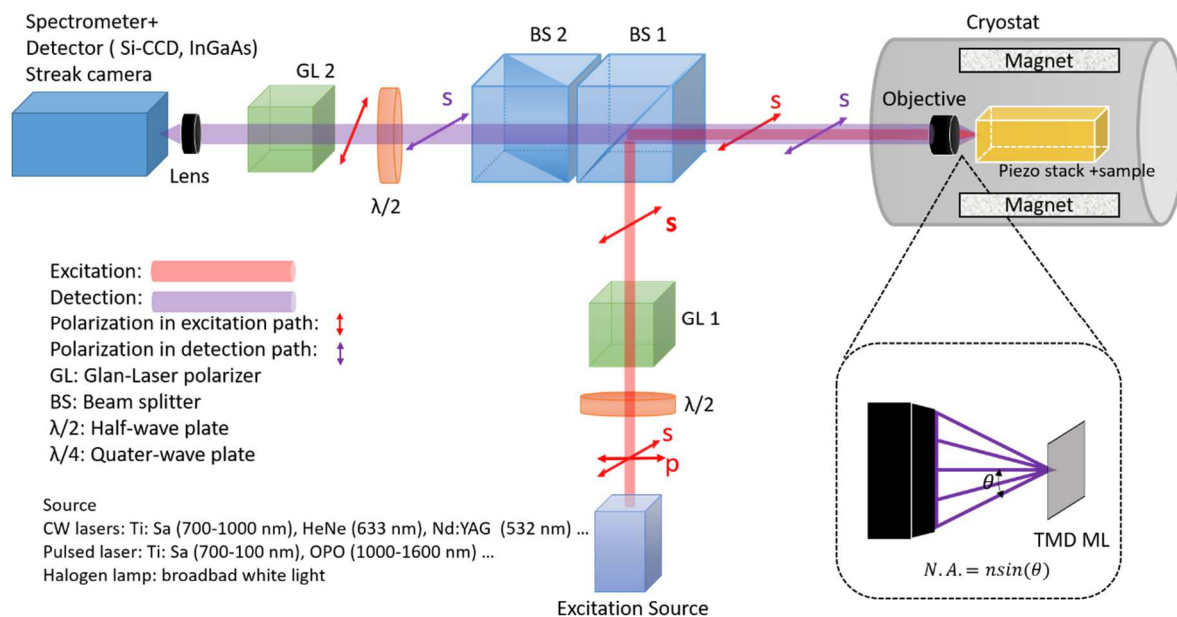 Spectrometer+
Detector ( Si-CCD, InGaAs)
Streak camera
GL 2
BS 2
BS 1
Cryostat
Magnet
Objective
s
s
s
Lens
λ/2
Piezo stack +sample
Magnet
s
GL 1
λ/2
s
p
Excitation:
Detection:
Polarization in excitation path:
Polarization in detection path:
GL: Glan-Laser polarizer
BS: Beam splitter
λ/2: Half-wave plate
λ/4: Quater-wave plate
Source
CW lasers: Ti: Sa (700-1000 nm), HeNe (633 nm), Nd:YAG (532 nm) ...
Pulsed laser: Ti: Sa (700-100 nm), OPO (1000-1600 nm) ...
Halogen lamp: broadbad white light
Excitation Source
θ
TMD ML
N.A.= nsin(θ)